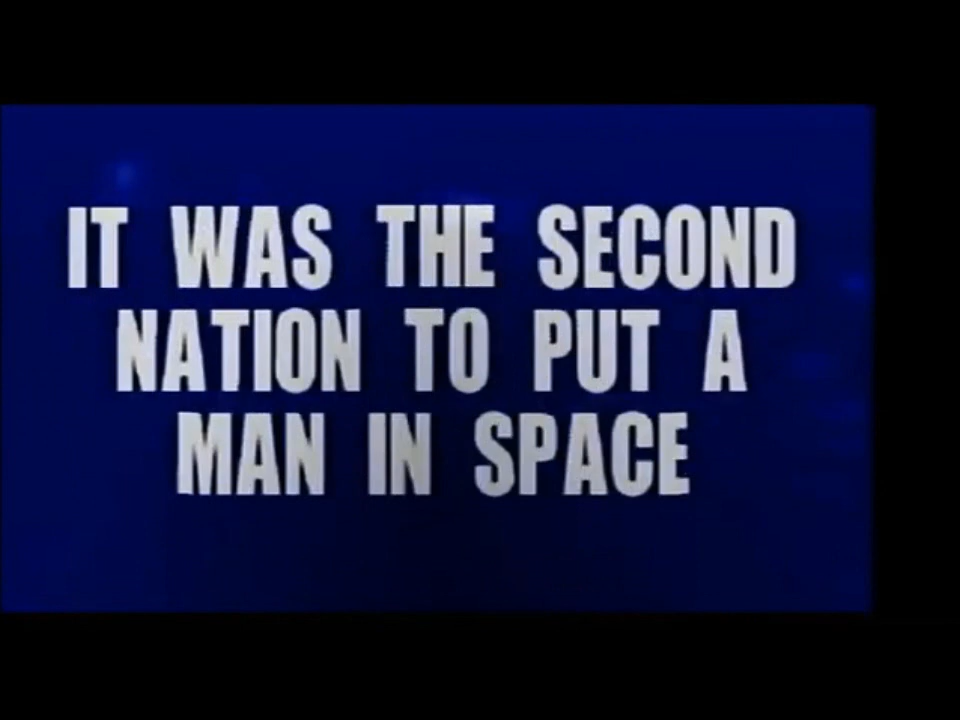 IT WAS THE SECOND
NATION TO PUT A
MAN IN SPACE